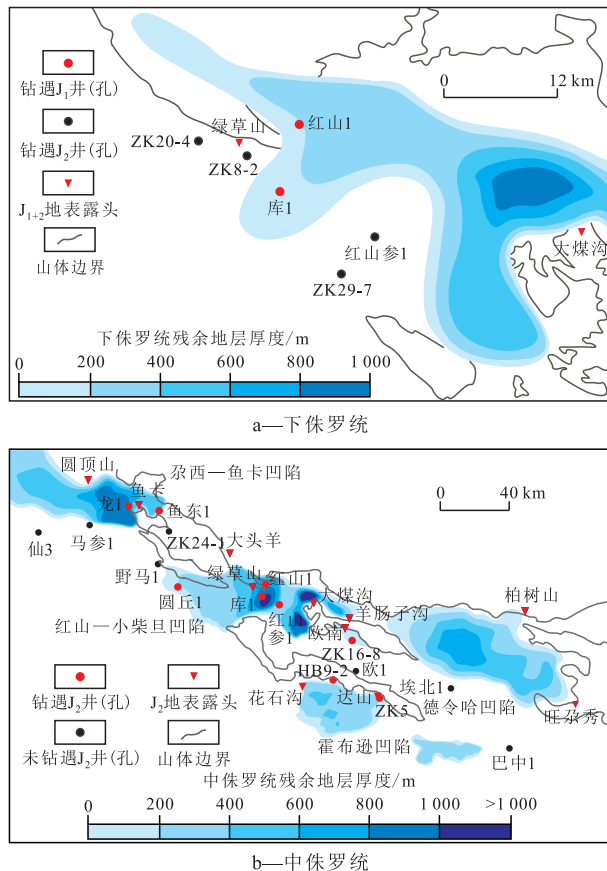 0
12 km
钻遇J₁井(孔)
绿草山
红山1
ZK20-4
ZK8-2
钻遇J₂井(孔)
库1
J₁₊₂地表露头
红山参1
大煤沟
ZK29-7
山体边界
下侏罗统残余地层厚度/m
0 200 400 600 800 1 000
a—下侏罗统
圆顶山
尕西—鱼卡凹陷
鱼卡
0 40 km
龙1
鱼东1
仙3
马参1
ZK24-1
大头羊
野马1
绿草山
红山1
大煤沟
柏树山
圆丘1
库1
羊肠子沟
红山参1
欧南
红山—小柴旦凹陷
ZK16-8
HB9-2
欧1
钻遇J₂井(孔)
J₂地表露头
花石沟
达山
ZK5
埃北1
德令哈凹陷
旺尕秀
未钻遇J₂井(孔)
山体边界
霍布逊凹陷
巴中1
中侏罗统残余地层厚度/m
0 200 400 600 800 1 000 >1 000
b—中侏罗统